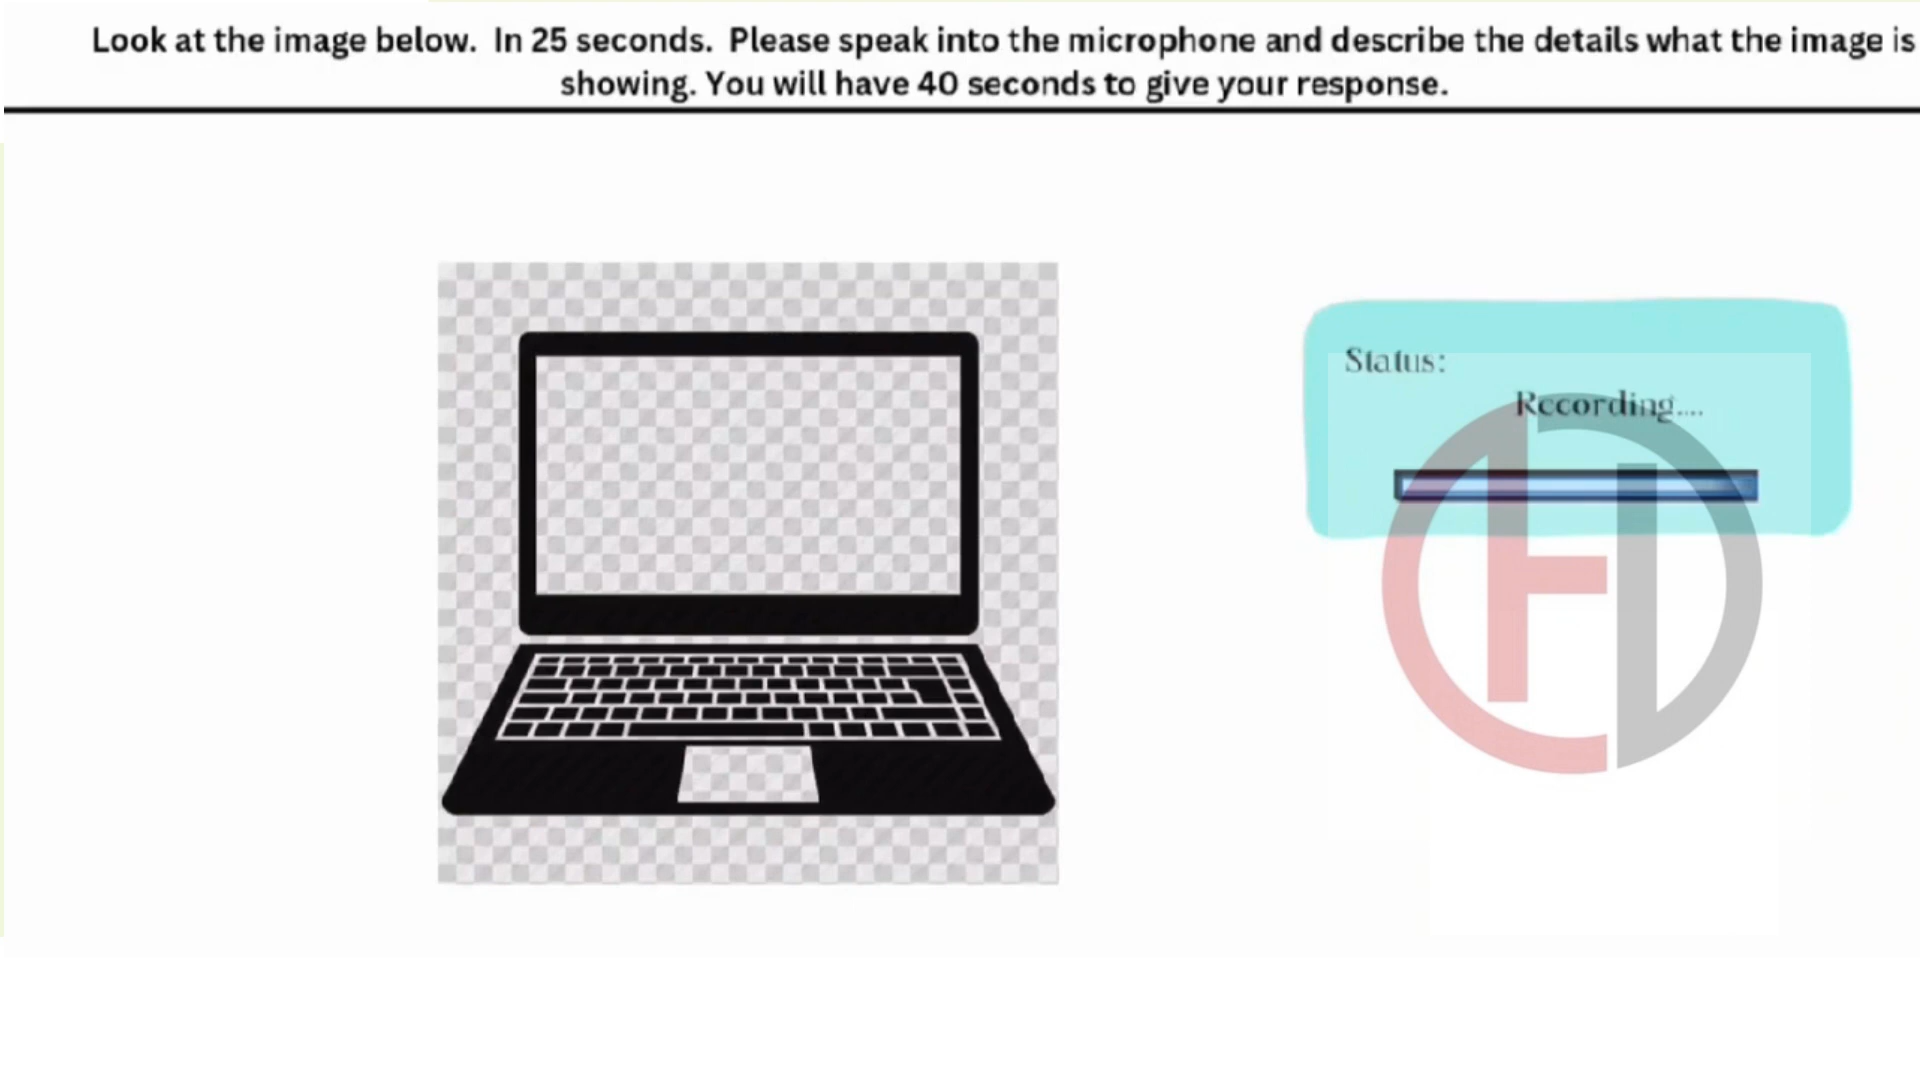 Look at the image below. In 25 seconds. Please speak into the microphone and describe the details what the image is
showing. You will have 40 seconds to give your response.
Status:
Recording....